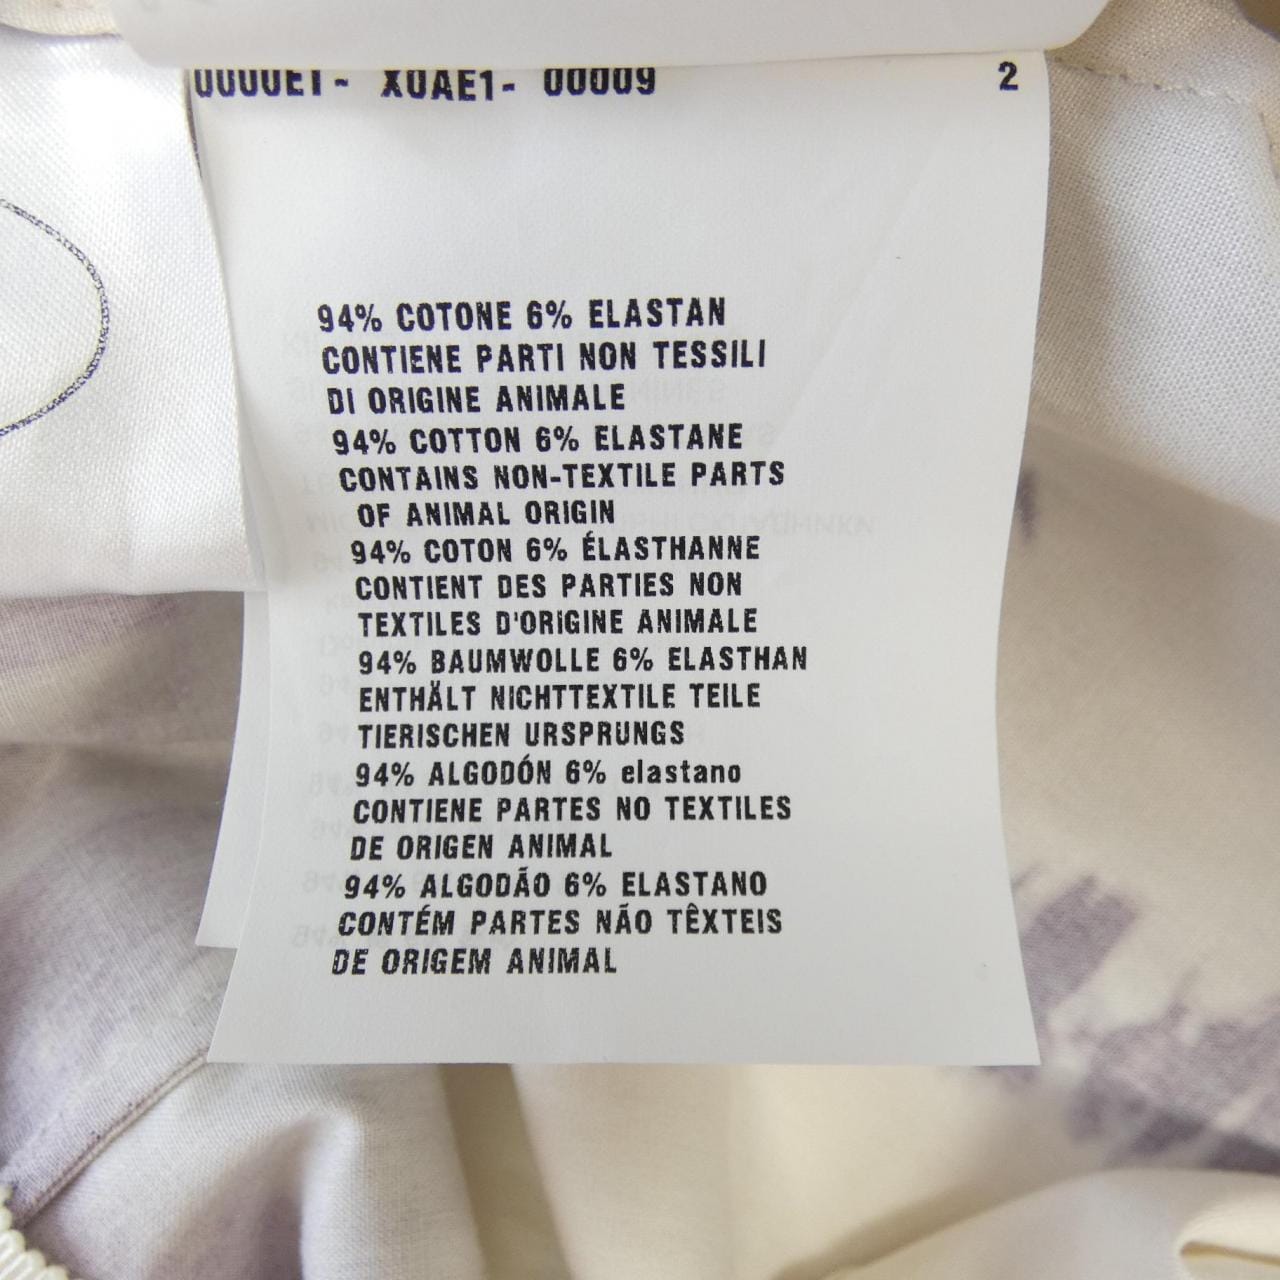 0000E1- X0AE1- 00009 2
94% COTONE 6% ELASTAN
CONTIENE PARTI NON TESSILI
DI ORIGINE ANIMALE
94% COTTON 6% ELASTANE
CONTAINS NON-TEXTILE PARTS
OF ANIMAL ORIGIN
94% COTON 6% ÉLASTHANNE
CONTIENT DES PARTIES NON
TEXTILES D'ORIGINE ANIMALE
94% BAUMWOLLE 6% ELASTHAN
ENTHÄLT NICHTTEXTILE TEILE
TIERISCHEN URSPRUNGS
94% ALGODÓN 6% elastano
CONTIENE PARTES NO TEXTILES
DE ORIGEN ANIMAL
94% ALGODÃO 6% ELASTANO
CONTÉM PARTES NÃO TÊXTEIS
DE ORIGEM ANIMAL